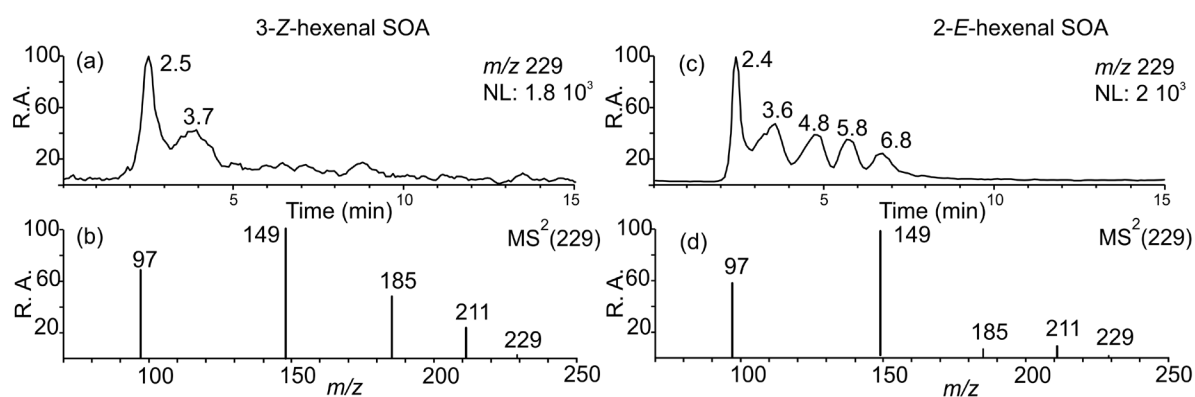 3-Z-hexenal SOA
2-E-hexenal SOA
(a)
R.A.
100
60
20
2.5
3.7
m/z 229
NL: 1.8 10³
5
10
15
Time (min)
(c)
R.A.
100
60
20
2.4
3.6
4.8
5.8
6.8
m/z 229
NL: 2 10³
5
10
15
Time (min)
(b)
R. A.
100
60
20
97
149
185
211
229
MS²(229)
100
150
200
250
m/z
(d)
R. A.
100
60
20
97
149
185
211
229
MS²(229)
100
150
200
250
m/z